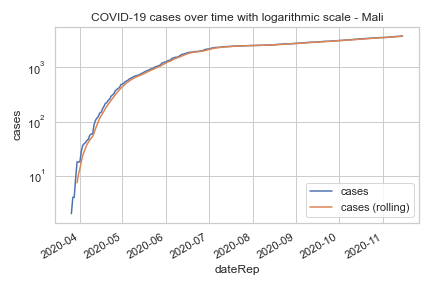 COVID-19 cases over time with logarithmic scale - Mali
cases
10³
10²
10¹
2020-04
2020-05
2020-06
2020-07
2020-08
2020-09
2020-10
2020-11
dateRep
cases
cases (rolling)